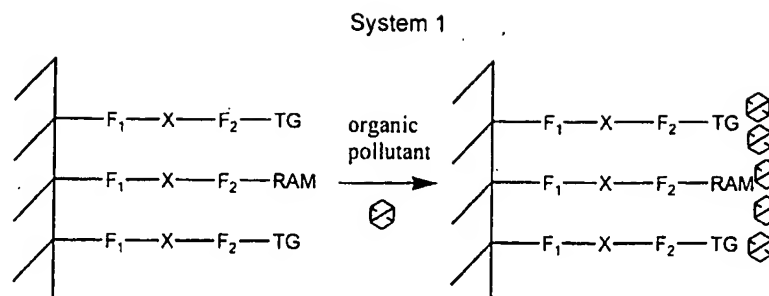 System 1
F₁—X—F₂—TG
F₁—X—F₂—RAM
F₁—X—F₂—TG
organic
pollutant
F₁—X—F₂—TG
F₁—X—F₂—RAM
F₁—X—F₂—TG